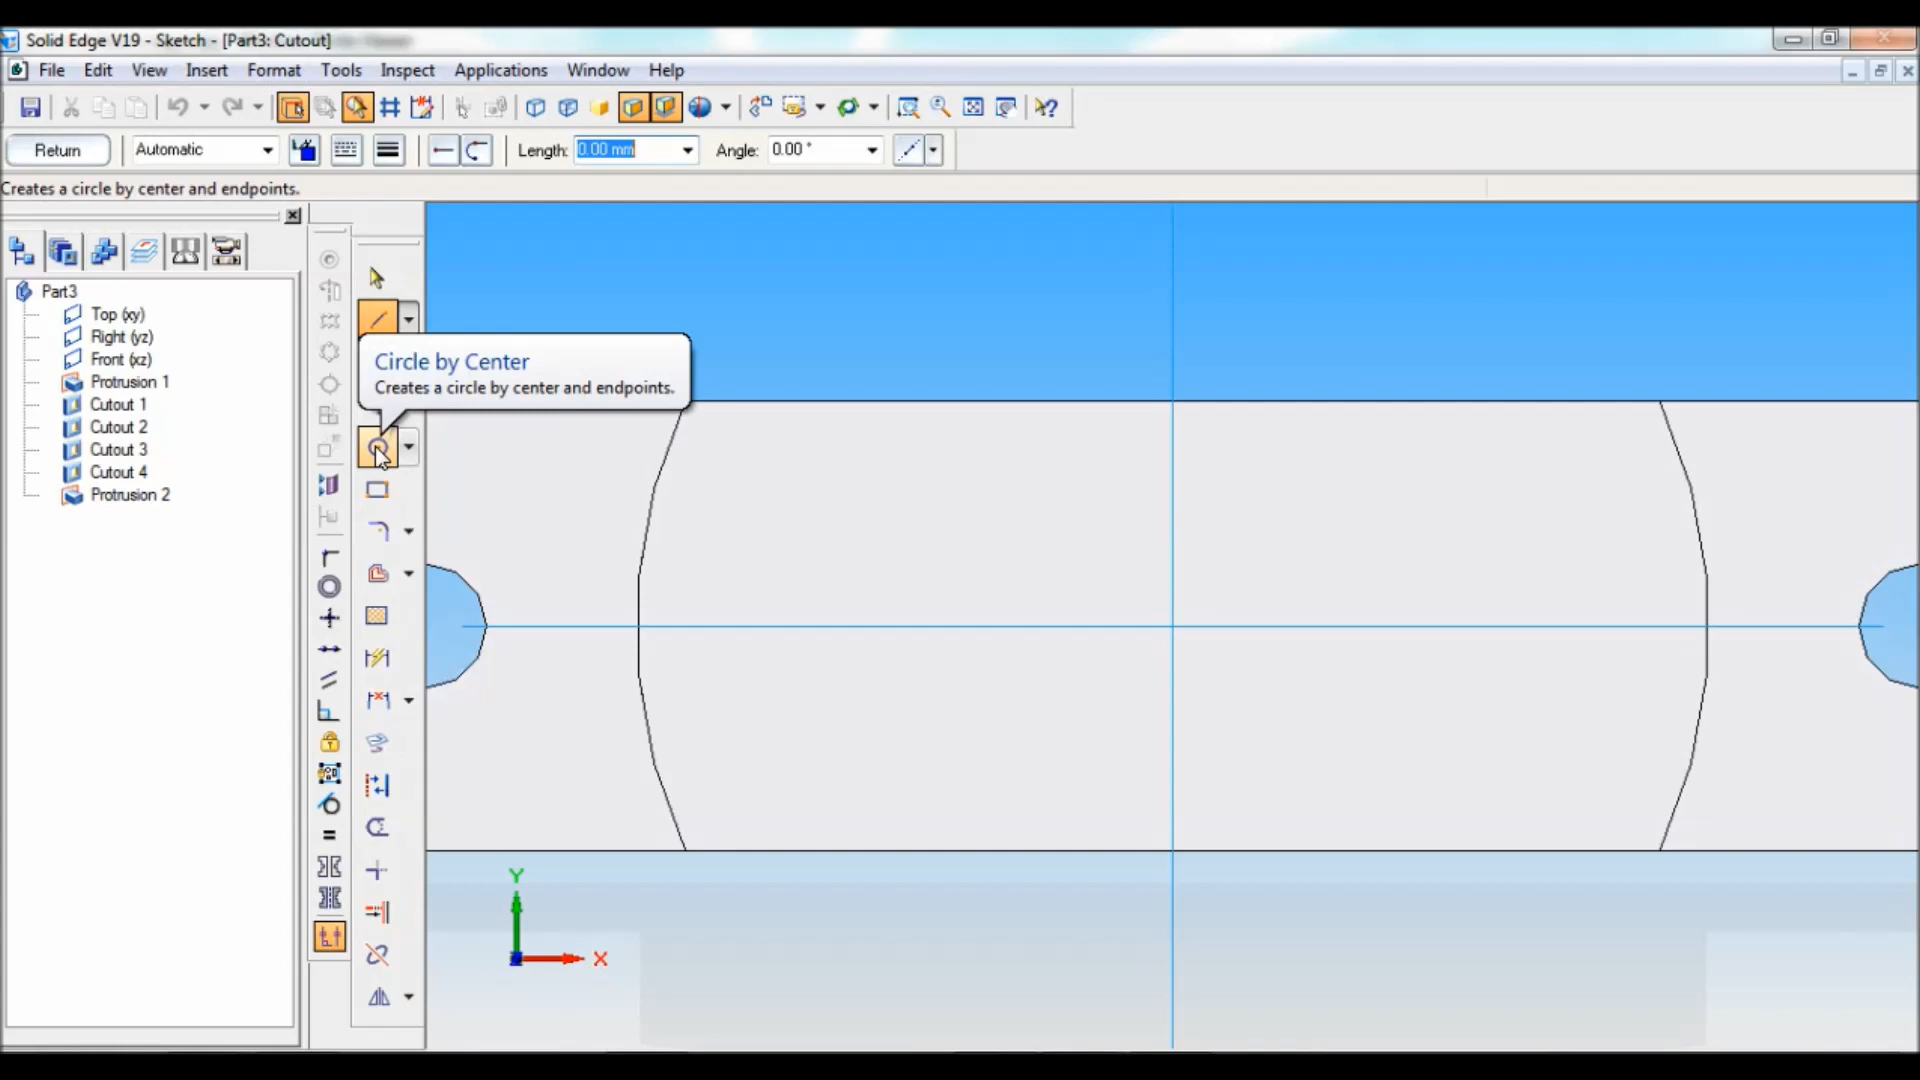 Solid Edge V19 - Sketch - [Part3: Cutout]
File Edit View Insert Format Tools Inspect Applications Window Help
Return Automatic Length: 0.00 mm Angle: 0.00 °
Creates a circle by center and endpoints.
Part3
Top (xy)
Right (yz)
Front (xz)
Protrusion 1
Cutout 1
Cutout 2
Cutout 3
Cutout 4
Protrusion 2
Circle by Center
Creates a circle by center and endpoints.
Y
X